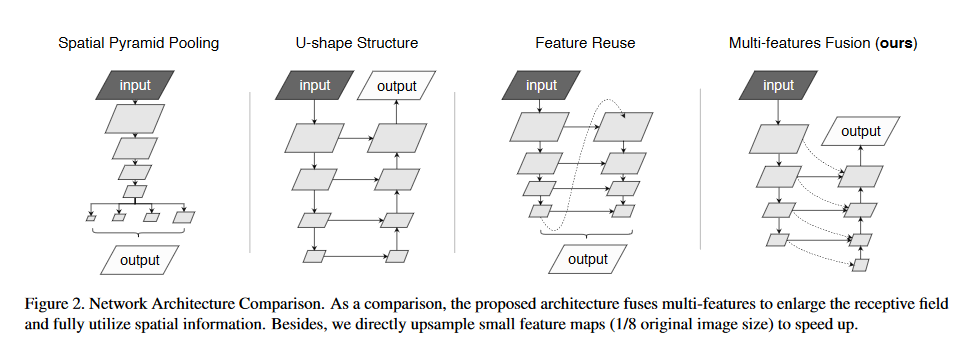 Spatial Pyramid Pooling
U-shape Structure
Feature Reuse
Multi-features Fusion (ours)
input
output
input
output
input
output
input
output
Figure 2. Network Architecture Comparison. As a comparison, the proposed architecture fuses multi-features to enlarge the receptive field
and fully utilize spatial information. Besides, we directly upsample small feature maps (1/8 original image size) to speed up.